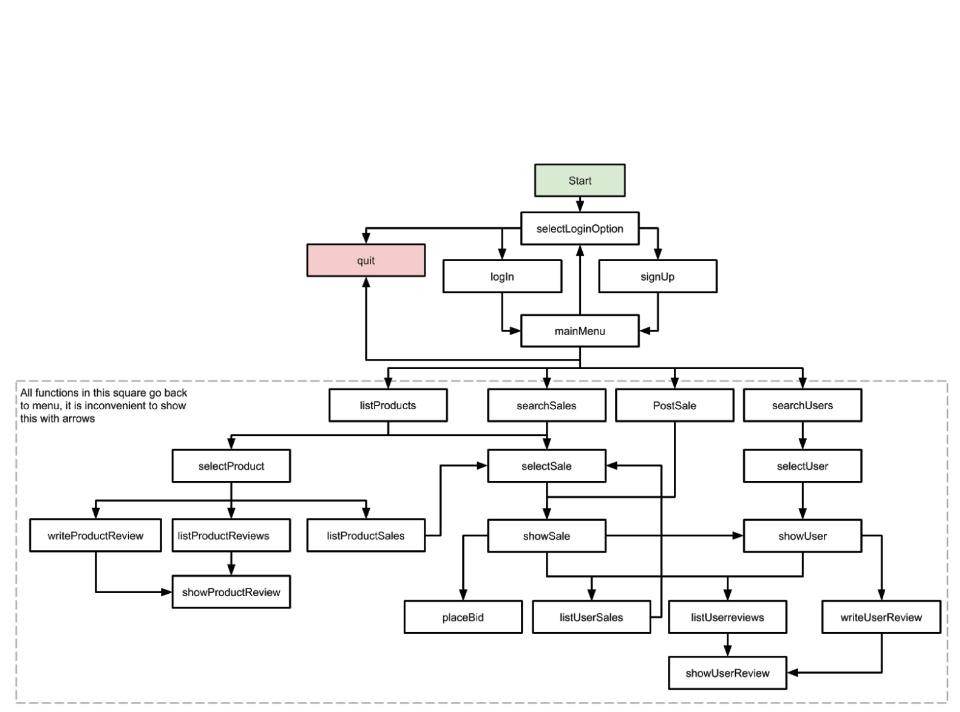 Start
selectLoginOption
quit
logIn
signUp
mainMenu
All functions in this square go back
to menu, it is inconvenient to show
this with arrows
listProducts
searchSales
PostSale
searchUsers
selectProduct
selectSale
selectUser
writeProductReview
listProductReviews
listProductSales
showSale
showUser
showProductReview
placeBid
listUserSales
listUserreviews
writeUserReview
showUserReview